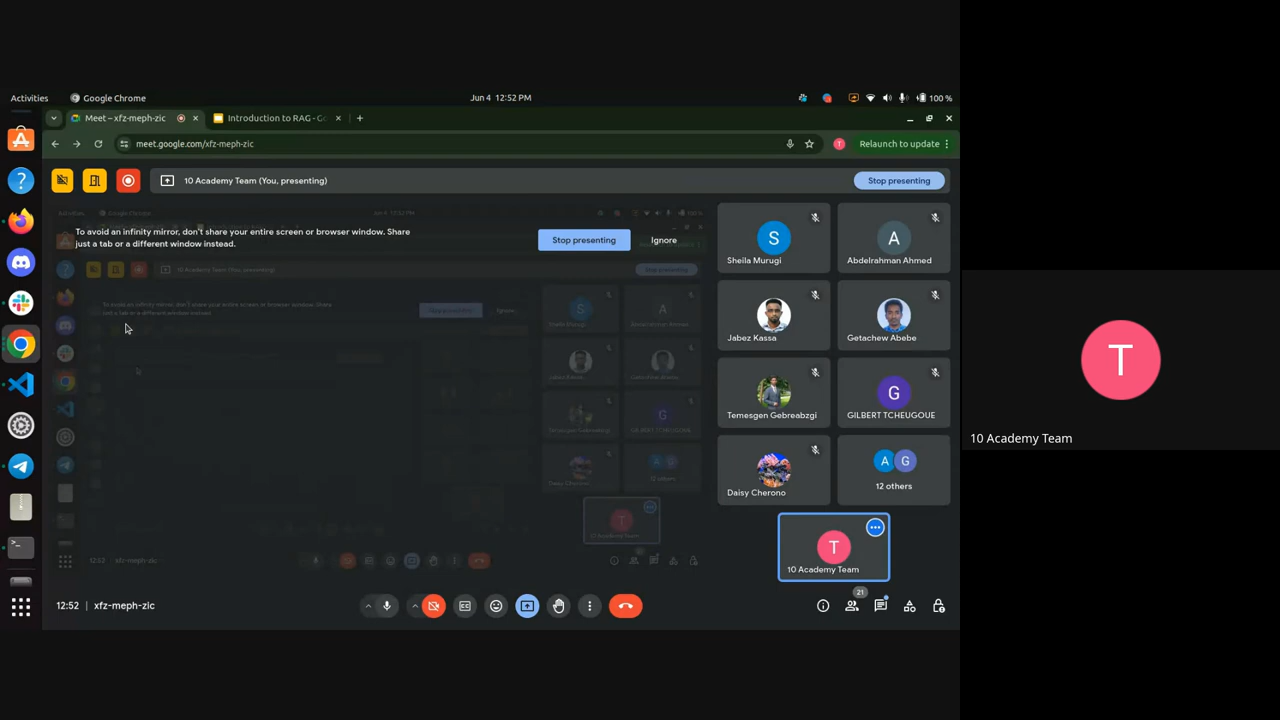 Activities
Google Chrome
Jun 4 12:52 PM
100 %
Meet – xfz-meph-zic
Introduction to RAG - G
meet.google.com/xfz-meph-zic
Relaunch to update
10 Academy Team (You, presenting)
Stop presenting
To avoid an infinity mirror, don't share your entire screen or browser window. Share
just a tab or a different window instead.
Stop presenting
Ignore
S
Sheila Murugi
A
Abdelrahman Ahmed
Jabez Kassa
Getachew Abebe
Temesgen Gebreabzgi
G
GILBERT TCHEUGOUE
Daisy Cherono
A
G
12 others
T
10 Academy Team
12:52
xfz-meph-zic
21
T
10 Academy Team